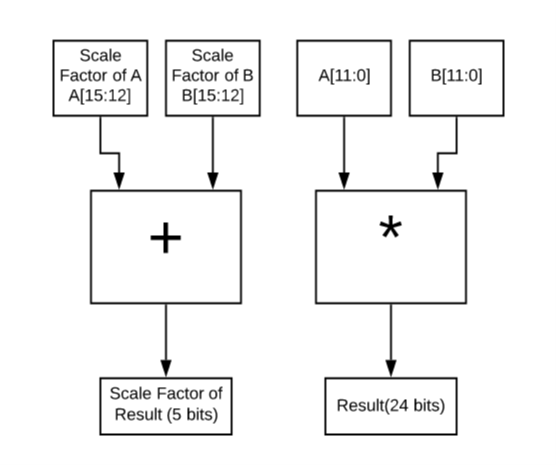 Scale
Factor of A
A[15:12]
Scale
Factor of B
B[15:12]
A[11:0]
B[11:0]
+
*
Scale Factor of
Result (5 bits)
Result(24 bits)